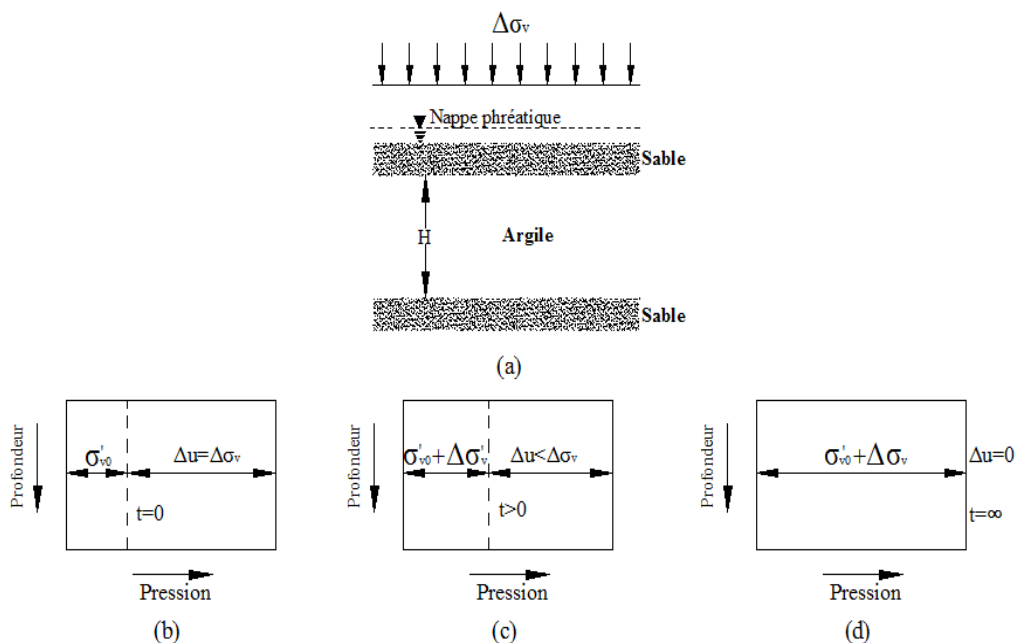 Δσv
Nappe phréatique
Sable
H
Argile
Sable
(a)
Profondeur
σ'v0
Δu=Δσv
t=0
Pression
(b)
Profondeur
σ'v0+Δσ'v
Δu<Δσv
t>0
Pression
(c)
Profondeur
σ'v0+Δσv
Δu=0
t=∞
Pression
(d)